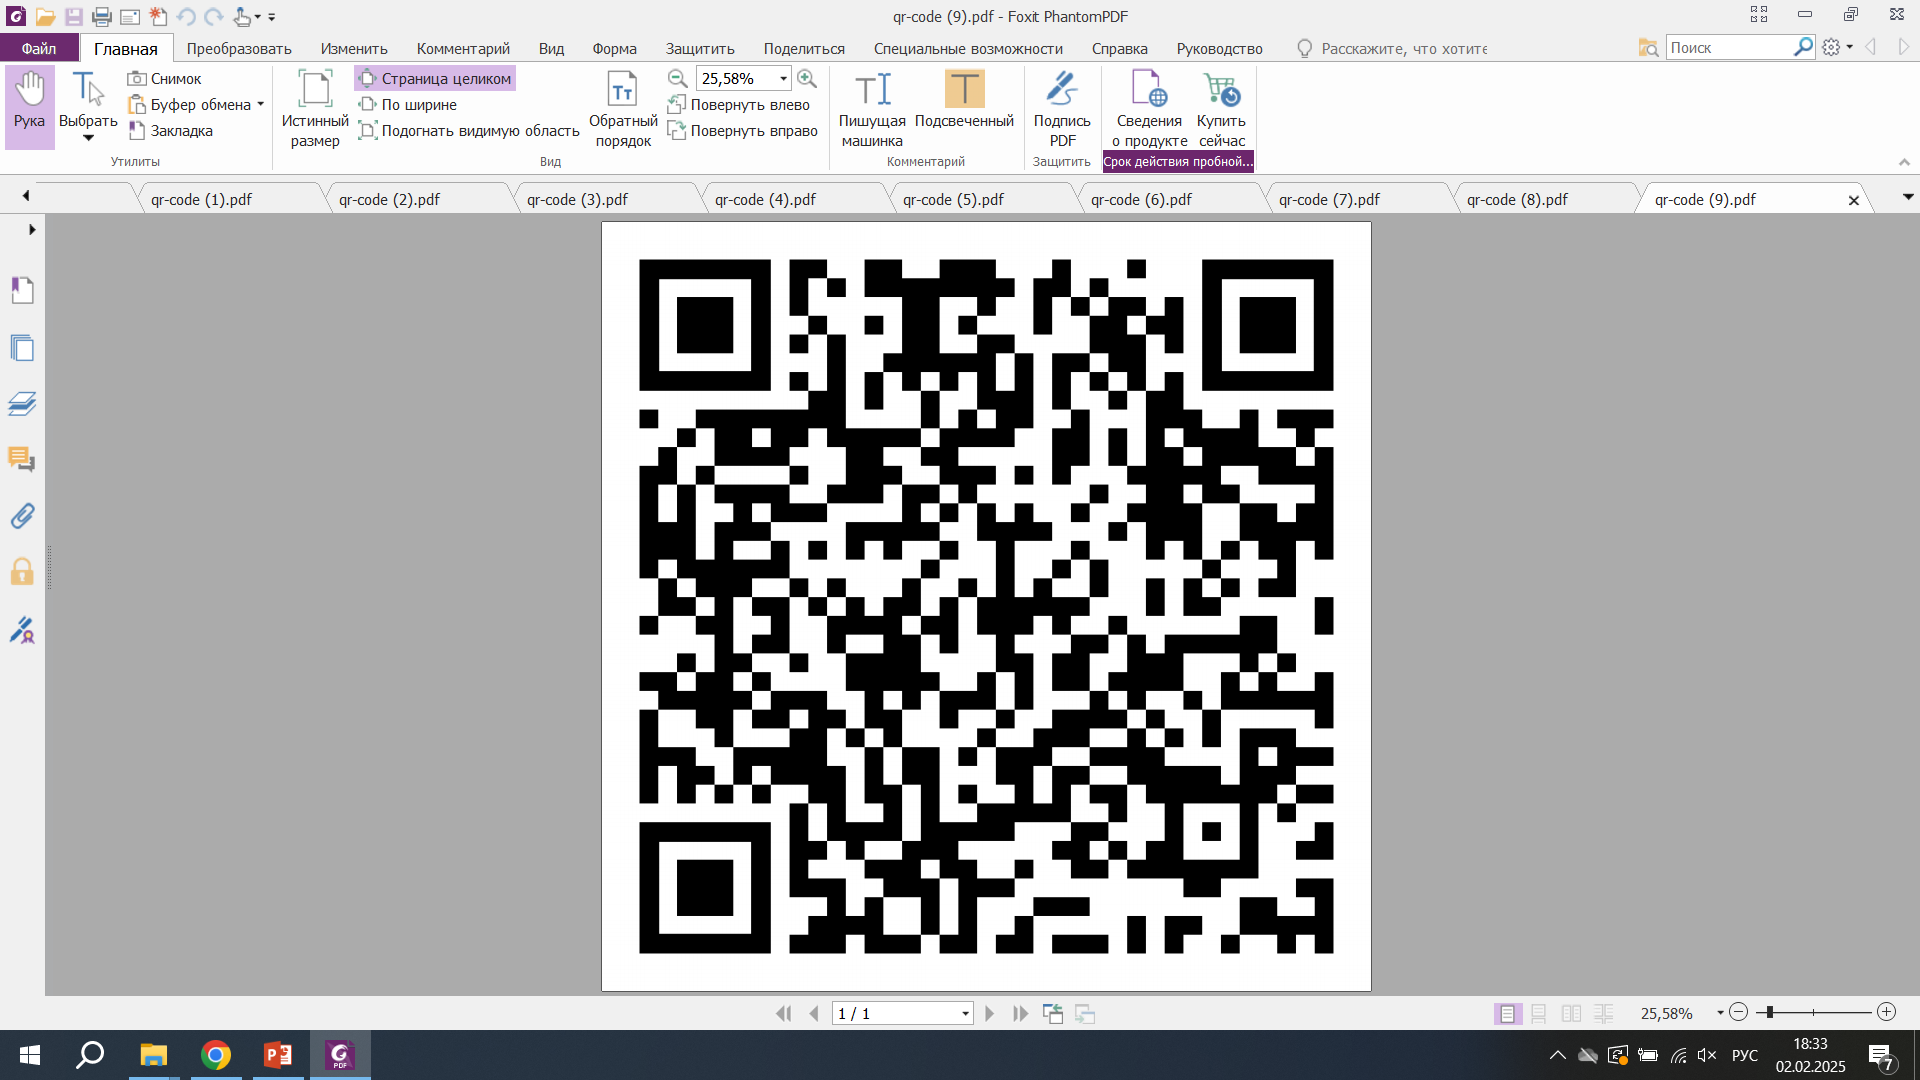 qr-code (9).pdf - Foxit PhantomPDF
Файл
Главная
Преобразовать
Изменить
Комментарий
Вид
Форма
Защитить
Поделиться
Специальные возможности
Справка
Руководство
Расскажите, что хотите
Поиск
Рука
Выбрать
Снимок
Буфер обмена
Закладка
Утилиты
Истинный
размер
Страница целиком
По ширине
Подогнать видимую область
Обратный
порядок
25,58%
Повернуть влево
Повернуть вправо
Вид
Пишущая
машинка
Подсвеченный
Комментарий
Подпись
PDF
Защитить
Сведения
о продукте
Купить
сейчас
Срок действия пробной...
qr-code (1).pdf
qr-code (2).pdf
qr-code (3).pdf
qr-code (4).pdf
qr-code (5).pdf
qr-code (6).pdf
qr-code (7).pdf
qr-code (8).pdf
qr-code (9).pdf
1 / 1
25,58%
PDF
РУС
18:33
02.02.2025
7